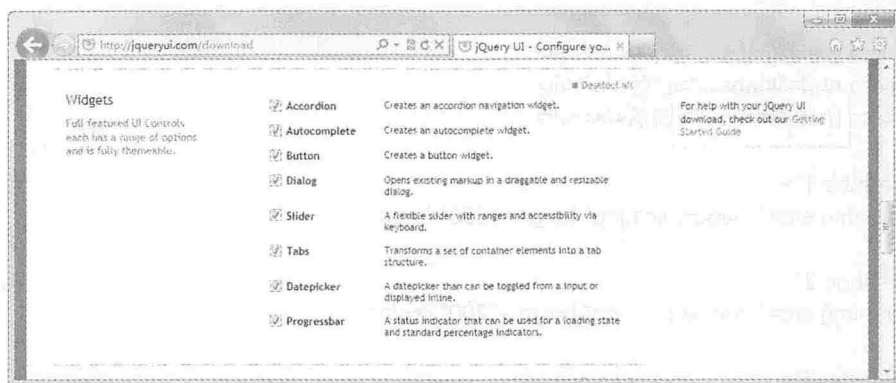 http://jqueryui.com/download
jQuery UI - Configure yo...
Deselect all
Widgets
Full featured UI Controls
each has a range of options
and is fully themeable.
Accordion
Creates an accordion navigation widget.
Autocomplete
Creates an autocomplete widget.
Button
Creates a button widget.
Dialog
Opens existing markup in a draggable and resizable
dialog.
Slider
A flexible slider with ranges and accessibility via
keyboard.
Tabs
Transforms a set of container elements into a tab
structure.
Datepicker
A datepicker than can be toggled from a input or
displayed inline.
Progressbar
A status indicator that can be used for a loading state
and standard percentage indicators.
For help with your jQuery UI
download, check out our Getting
Started Guide